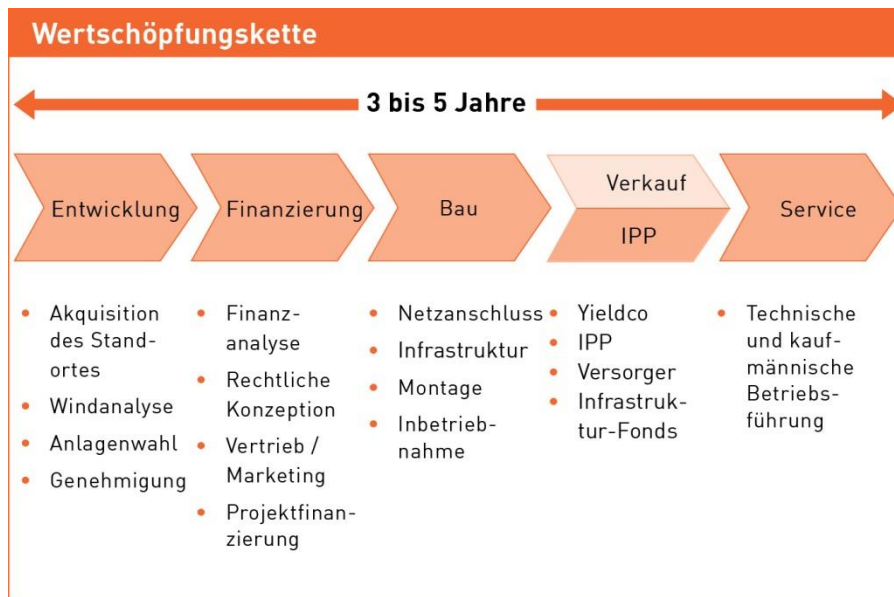 Wertschöpfungskette
3 bis 5 Jahre
Entwicklung
Finanzierung
Bau
Verkauf
IPP
Service
• Akquisition
des Stand-
ortes
• Windanalyse
• Anlagenwahl
• Genehmigung
• Finanz-
analyse
• Rechtliche
Konzeption
• Vertrieb /
Marketing
• Projektfinan-
zierung
• Netzanschluss
• Infrastruktur
• Montage
• Inbetrieb-
nahme
• Yieldco
• IPP
• Versorger
• Infrastruk-
tur-Fonds
• Technische
und kauf-
männische
Betriebs-
führung